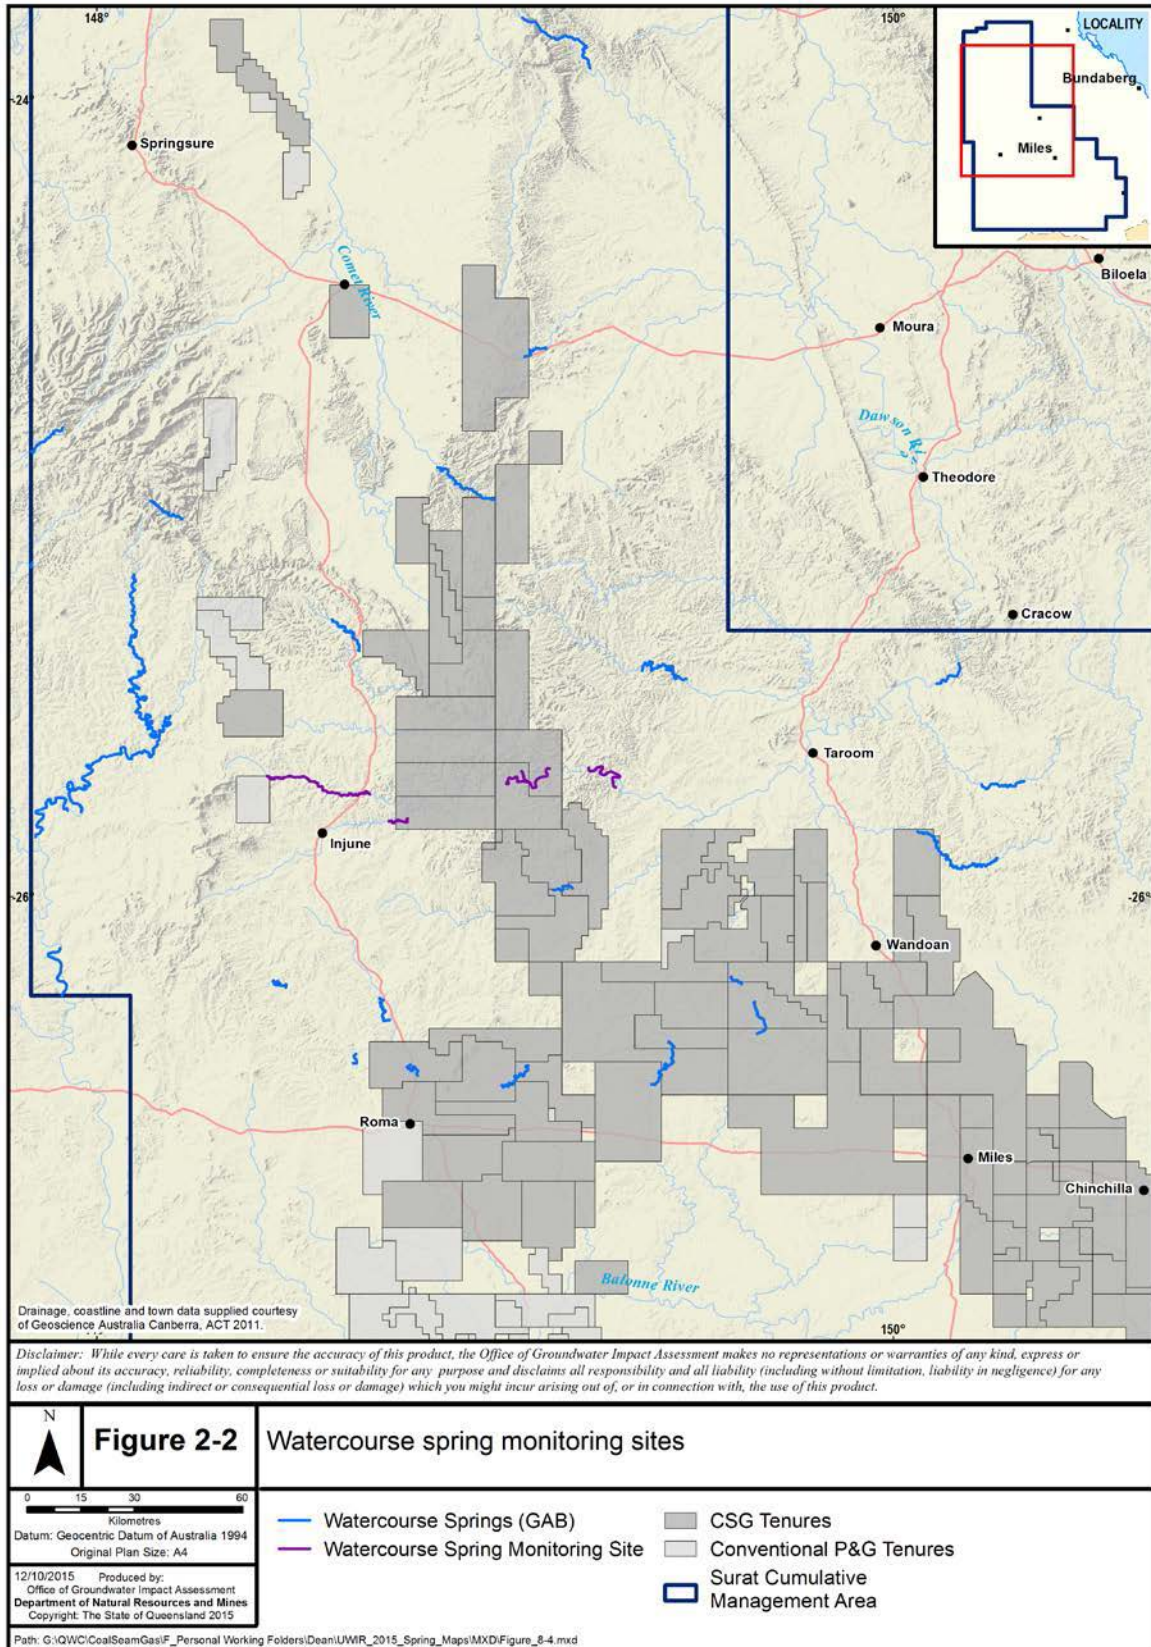 148°
150°
LOCALITY
Bundaberg
Miles
-24°
Springsure
Comet River
Biloela
Moura
Dawson Riv
Theodore
Cracow
Taroom
Injune
-26°
-26°
Wandoan
Roma
Miles
Chinchilla
Balonne River
Drainage, coastline and town data supplied courtesy
of Geoscience Australia Canberra, ACT 2011.
150°
Disclaimer: While every care is taken to ensure the accuracy of this product, the Office of Groundwater Impact Assessment makes no representations or warranties of any kind, express or
implied about its accuracy, reliability, completeness or suitability for any purpose and disclaims all responsibility and all liability (including without limitation, liability in negligence) for any
loss or damage (including indirect or consequential loss or damage) which you might incur arising out of, or in connection with, the use of this product.
N
Figure 2-2
Watercourse spring monitoring sites
0 15 30 60
Kilometres
Datum: Geocentric Datum of Australia 1994
Original Plan Size: A4
12/10/2015 Produced by:
Office of Groundwater Impact Assessment
Department of Natural Resources and Mines
Copyright: The State of Queensland 2015
Watercourse Springs (GAB)
Watercourse Spring Monitoring Site
CSG Tenures
Conventional P&G Tenures
Surat Cumulative
Management Area
Path: G:\QWC\CoalSeamGas\F_Personal Working Folders\Dean\UWIR_2015_Spring_Maps\MXD\Figure_8-4.mxd